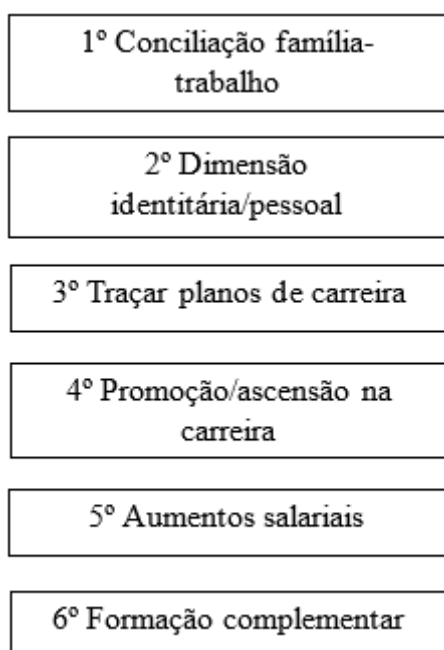 1º Conciliação família-
trabalho
2º Dimensão
identitária/pessoal
3º Traçar planos de carreira
4º Promoção/ascensão na
carreira
5º Aumentos salariais
6º Formação complementar